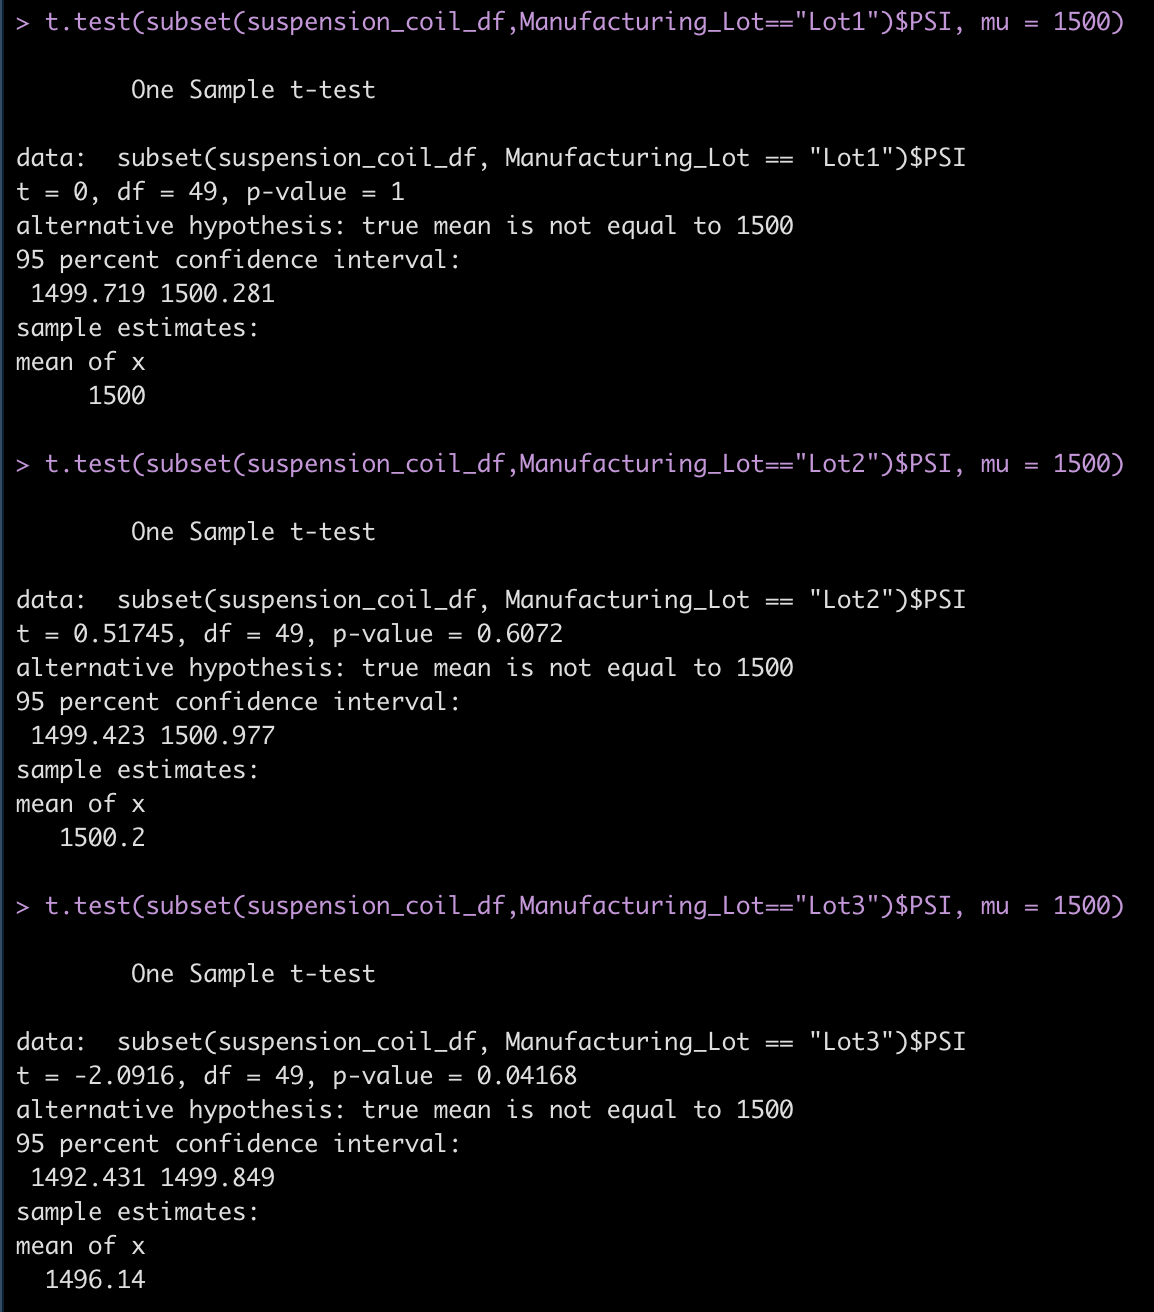 > t.test(subset(suspension_coil_df,Manufacturing_Lot=="Lot1")$PSI, mu = 1500)
One Sample t-test
data:  subset(suspension_coil_df, Manufacturing_Lot == "Lot1")$PSI
t = 0, df = 49, p-value = 1
alternative hypothesis: true mean is not equal to 1500
95 percent confidence interval:
1499.719 1500.281
sample estimates:
mean of x
1500
> t.test(subset(suspension_coil_df,Manufacturing_Lot=="Lot2")$PSI, mu = 1500)
One Sample t-test
data:  subset(suspension_coil_df, Manufacturing_Lot == "Lot2")$PSI
t = 0.51745, df = 49, p-value = 0.6072
alternative hypothesis: true mean is not equal to 1500
95 percent confidence interval:
1499.423 1500.977
sample estimates:
mean of x
1500.2
> t.test(subset(suspension_coil_df,Manufacturing_Lot=="Lot3")$PSI, mu = 1500)
One Sample t-test
data:  subset(suspension_coil_df, Manufacturing_Lot == "Lot3")$PSI
t = -2.0916, df = 49, p-value = 0.04168
alternative hypothesis: true mean is not equal to 1500
95 percent confidence interval:
1492.431 1499.849
sample estimates:
mean of x
1496.14